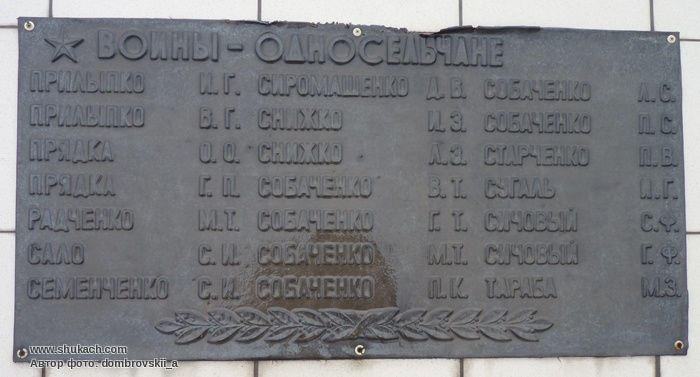 ВОИНЫ - ОДНОСЕЛЬЧАНЕ
ПРИЛЫПКО И. Г. СИРОМАШЕНКО Д. В. СОБАЧЕНКО Л. С.
ПРИЛЫПКО В. Г. СНИЖКО И. З. СОБАЧЕНКО П. С.
ПРЯДКА О. О. СНИЖКО Л. З. СТАРЧЕНКО П. В.
ПРЯДКА Г. П. СОБАЧЕНКО В. Т. СУГАЛЬ И. Г.
РАДЧЕНКО М. Т. СОБАЧЕНКО Г. Т. СИЧОВЫЙ С. Ф.
САЛО С. И. СОБАЧЕНКО М. Т. СИЧОВЫЙ Г. Ф.
СЕМЕНЧЕНКО С. И. СОБАЧЕНКО П. К. ТАРАБА М. З.
www.shukach.com
Автор фото: dombrovskii_a